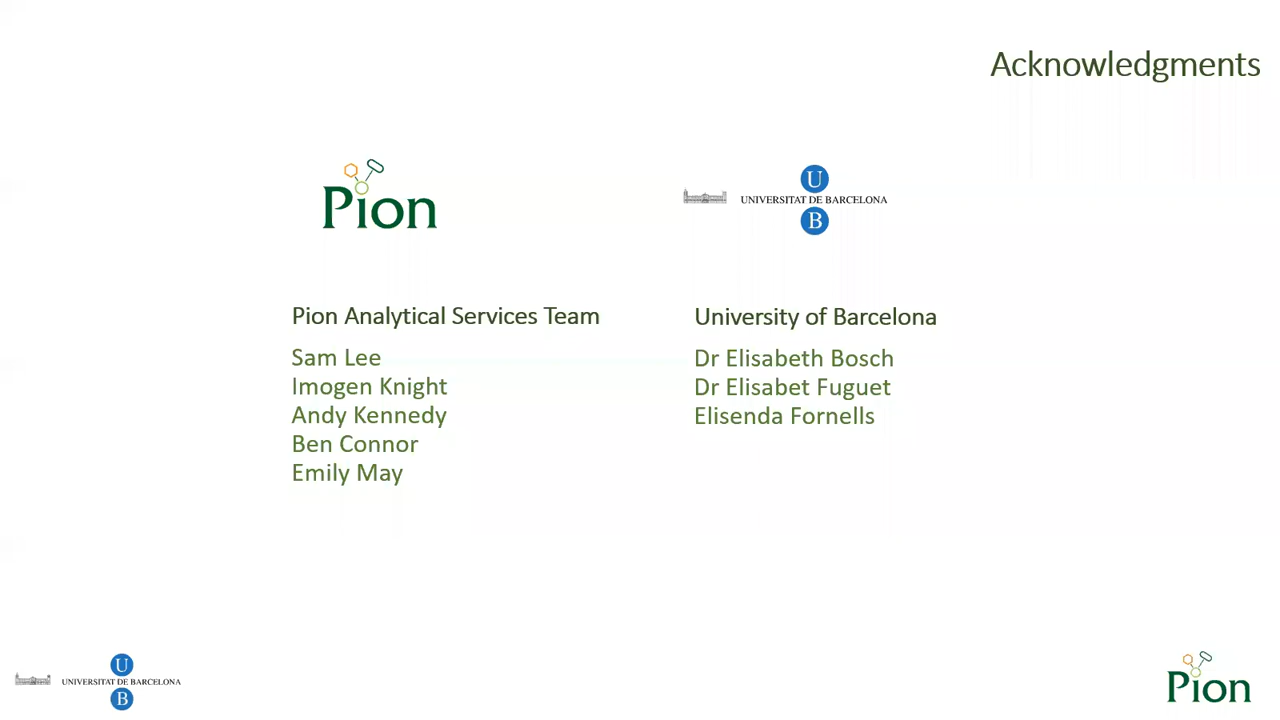 Acknowledgments
Pion
U
UNIVERSITAT DE BARCELONA
B
Pion Analytical Services Team
Sam Lee
Imogen Knight
Andy Kennedy
Ben Connor
Emily May
University of Barcelona
Dr Elisabeth Bosch
Dr Elisabet Fuguet
Elisenda Fornells
U
UNIVERSITAT DE BARCELONA
B
Pion